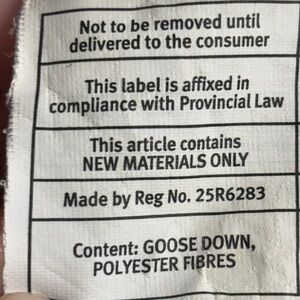 Not to be removed until
delivered to the consumer
This label is affixed in
compliance with Provincial Law
This article contains
NEW MATERIALS ONLY
Made by Reg No. 25R6283
Content: GOOSE DOWN,
POLYESTER FIBRES